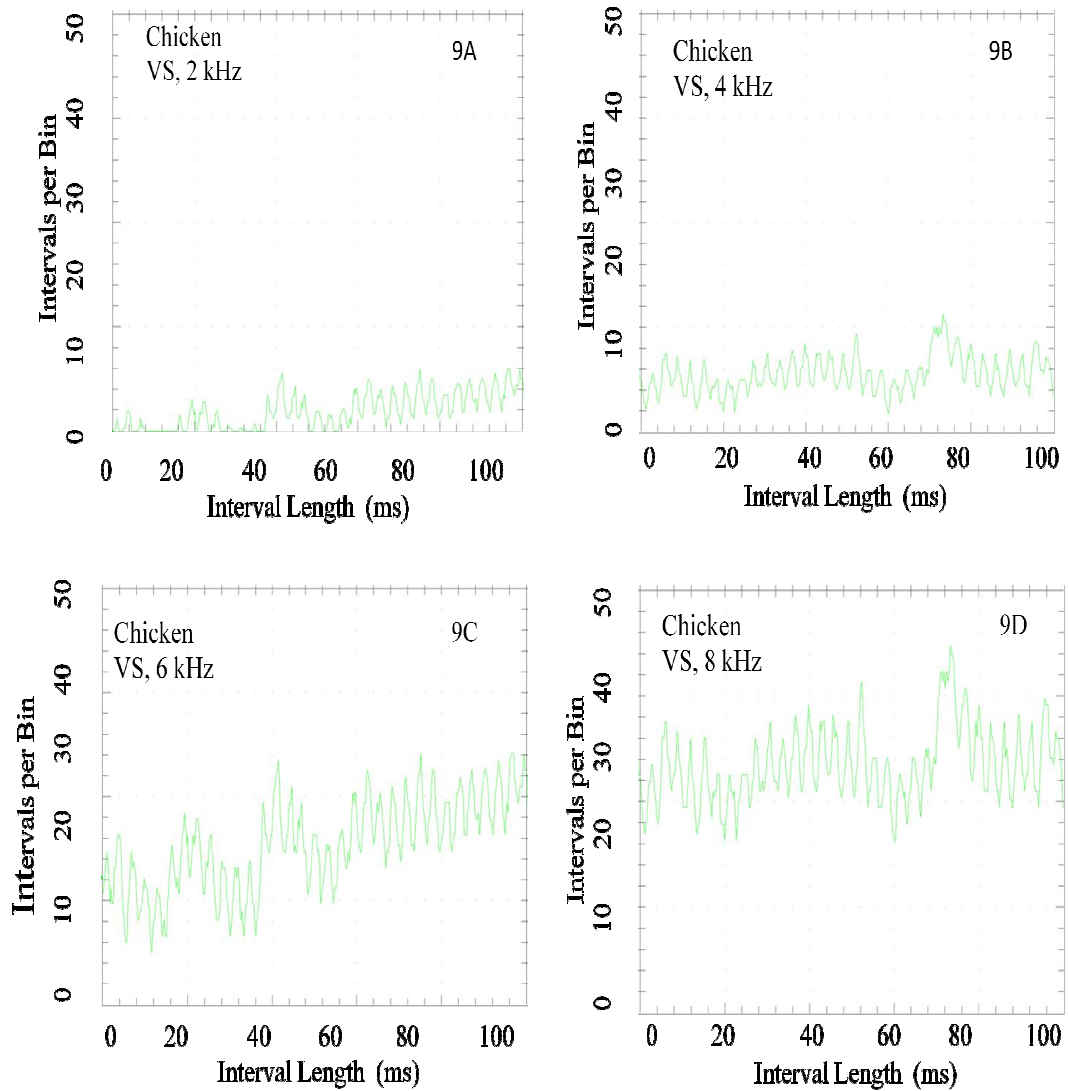 Chicken
VS, 2 kHz
9A
Intervals per Bin
50
40
30
20
10
0
0 20 40 60 80 100
Interval Length (ms)
Chicken
VS, 4 kHz
9B
Intervals per Bin
50
40
30
20
10
0
0 20 40 60 80 100
Interval Length (ms)
Chicken
VS, 6 kHz
9C
Intervals per Bin
50
40
30
20
10
0
0 20 40 60 80 100
Interval Length (ms)
Chicken
VS, 8 kHz
9D
Intervals per Bin
50
40
30
20
10
0
0 20 40 60 80 100
Interval Length (ms)